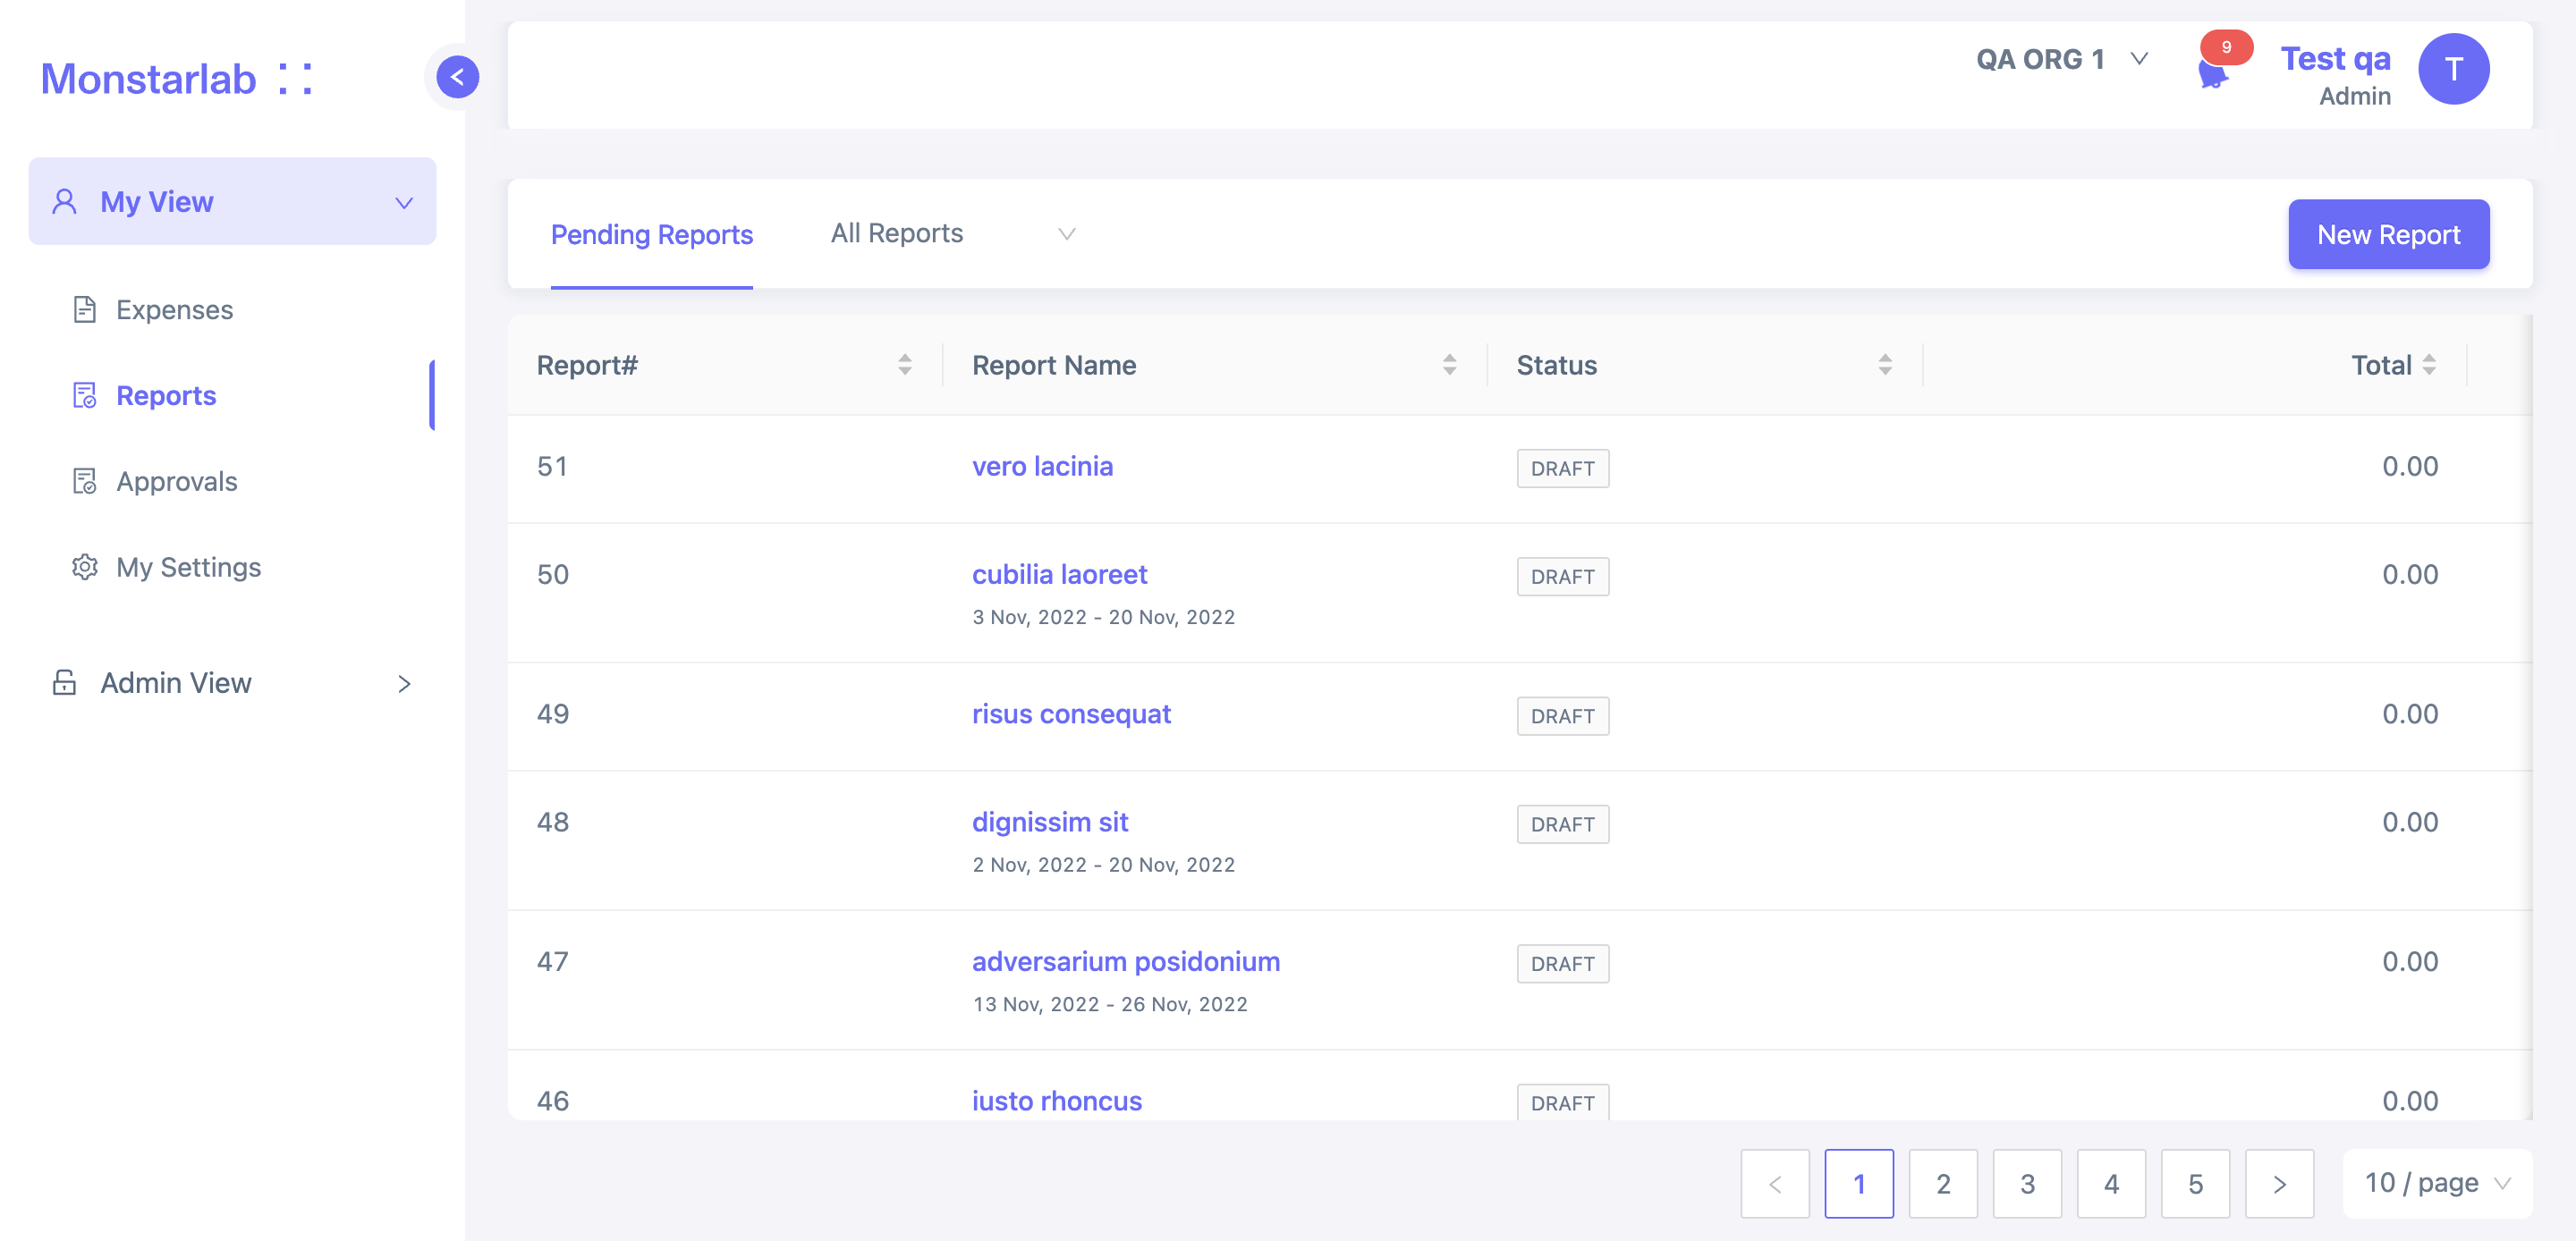 Monstarlab
My View
Expenses
Reports
Approvals
My Settings
Admin View
QA ORG 1
9
Test qa
Admin
T
Pending Reports
All Reports
New Report
Report# Report Name Status Total
51 vero lacinia DRAFT 0.00
50 cubilia laoreet DRAFT 0.00
3 Nov, 2022 - 20 Nov, 2022
49 risus consequat DRAFT 0.00
48 dignissim sit DRAFT 0.00
2 Nov, 2022 - 20 Nov, 2022
47 adversarium posidonium DRAFT 0.00
13 Nov, 2022 - 26 Nov, 2022
46 iusto rhoncus DRAFT 0.00
1 2 3 4 5 10 / page